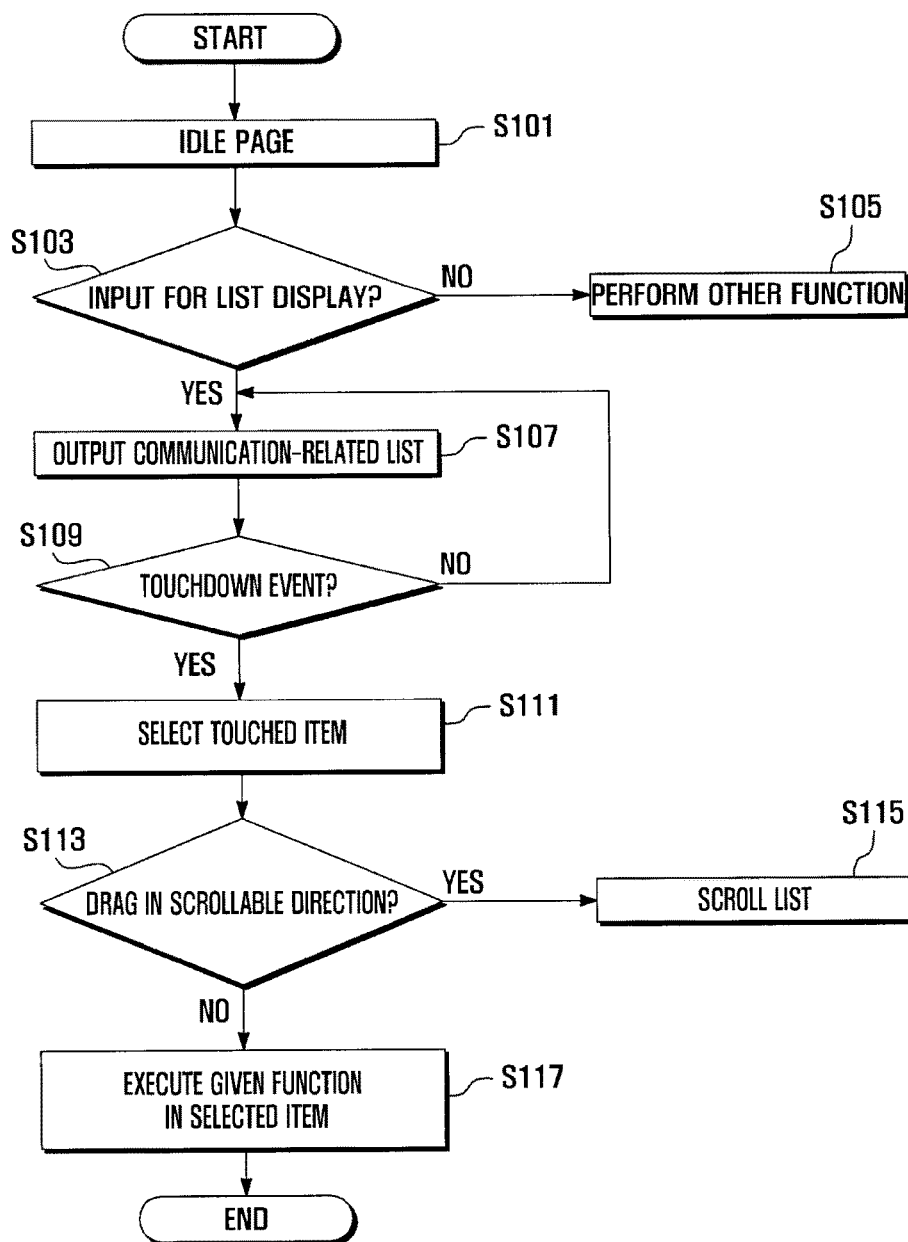 START
IDLE PAGE
S101
S103
INPUT FOR LIST DISPLAY?
NO
S105
PERFORM OTHER FUNCTION
YES
OUTPUT COMMUNICATION-RELATED LIST
S107
S109
TOUCHDOWN EVENT?
NO
YES
SELECT TOUCHED ITEM
S111
S113
DRAG IN SCROLLABLE DIRECTION?
YES
S115
SCROLL LIST
NO
EXECUTE GIVEN FUNCTION
IN SELECTED ITEM
S117
END